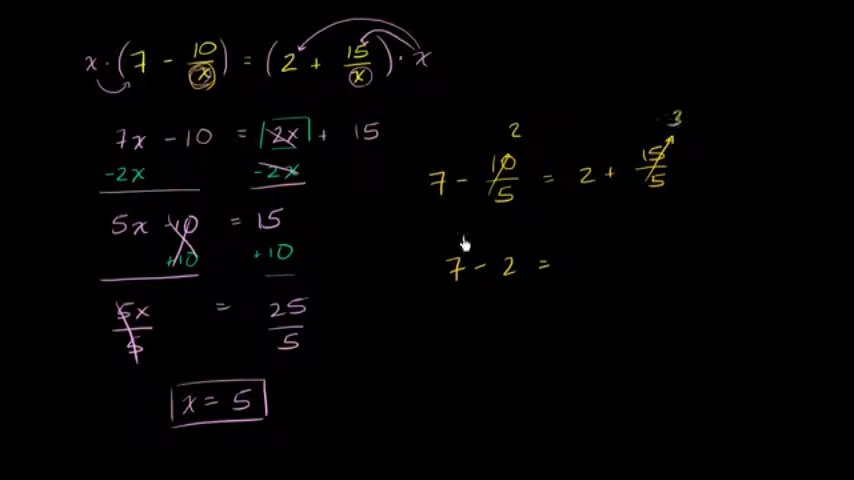 x · (7 - 10/x) = (2 + 15/x) · x
7x - 10 = 2x + 15
-2x -2x
5x -10 = 15
+10 +10
5x/5 = 25/5
x = 5
2 3
7 - 10/5 = 2 + 15/5
7 - 2 =